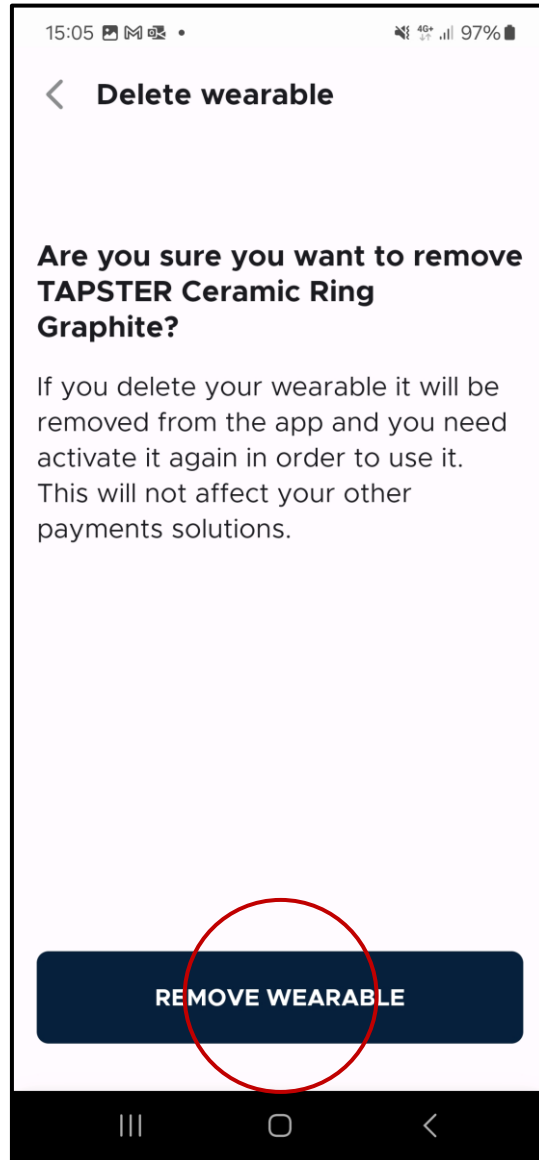 15:05 97%
4G+
Delete wearable
Are you sure you want to remove
TAPSTER Ceramic Ring
Graphite?
If you delete your wearable it will be
removed from the app and you need
activate it again in order to use it.
This will not affect your other
payments solutions.
REMOVE WEARABLE